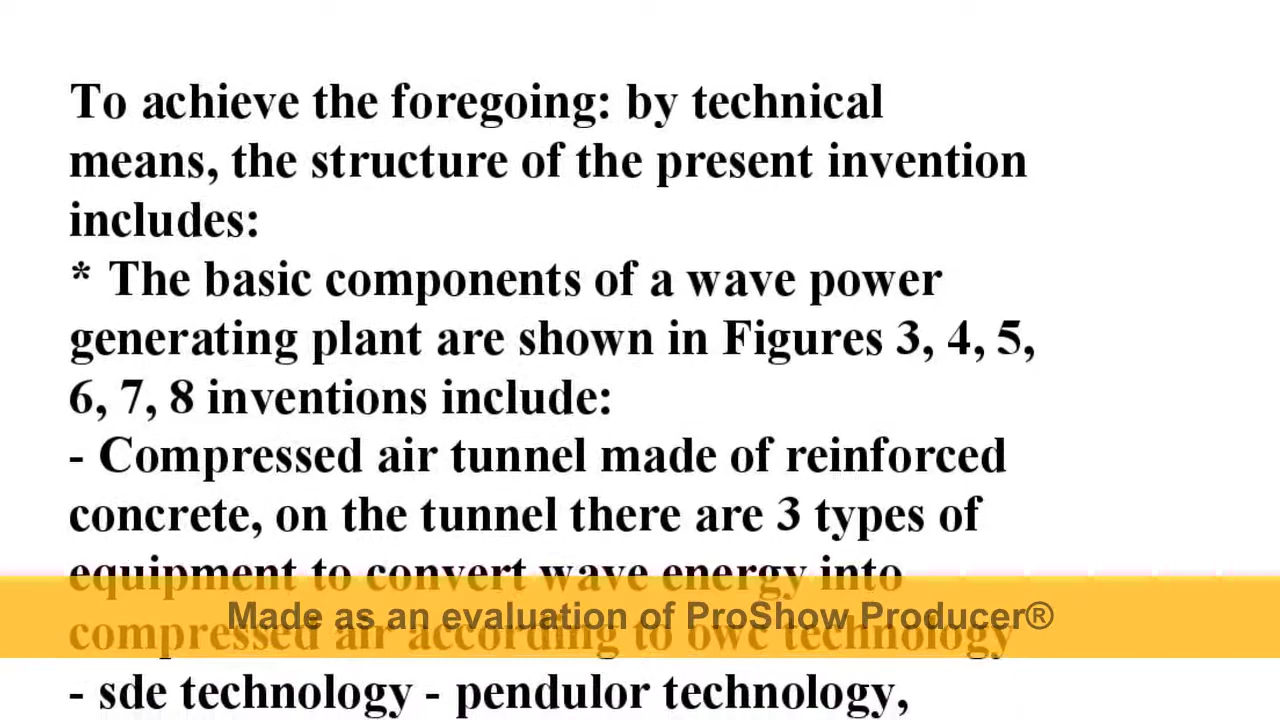 To achieve the foregoing: by technical
means, the structure of the present invention
includes:
* The basic components of a wave power
generating plant are shown in Figures 3, 4, 5,
6, 7, 8 inventions include:
- Compressed air tunnel made of reinforced
concrete, on the tunnel there are 3 types of
equipment to convert wave energy into
Made as an evaluation of ProShow Producer®
compressed air according to owc technology
- sde technology - pendulor technology,